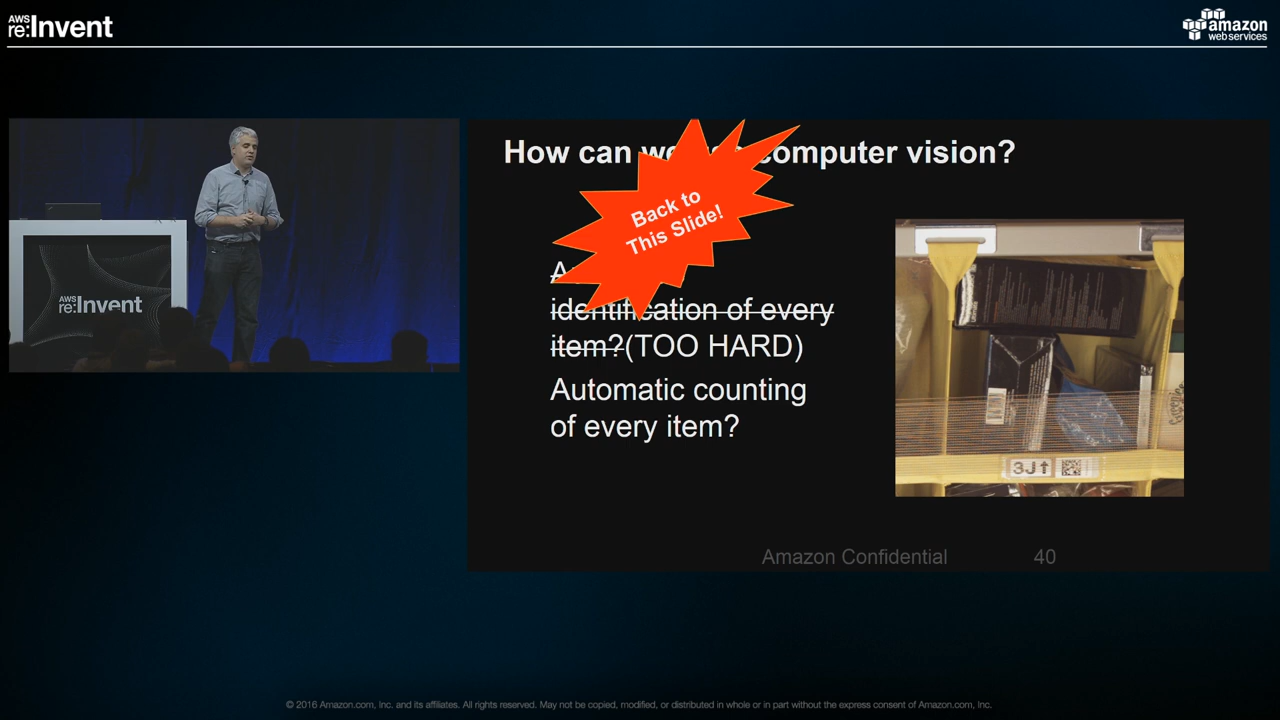 AWS
re:Invent
amazon
web services
How can we computer vision?
Back to
This Slide!
identification of every
item?(TOO HARD)
Automatic counting
of every item?
3J↑
AWS
re:Invent
Amazon Confidential
40
© 2016 Amazon.com, Inc. and its affiliates. All rights reserved. May not be copied, modified, or distributed in whole or in part without the express consent of Amazon.com, Inc.